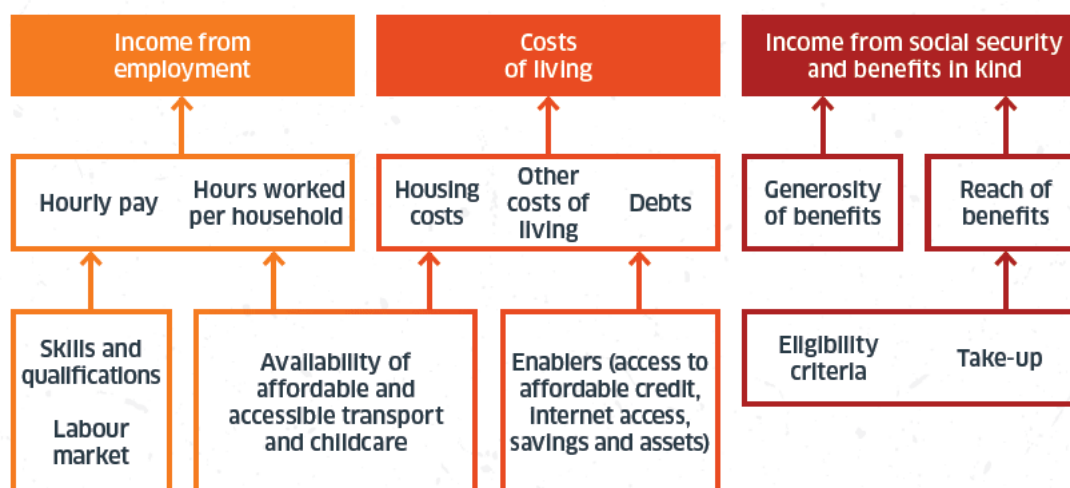 Income from
employment
Costs
of living
Income from social security
and benefits in kind
Hourly pay
Hours worked
per household
Housing
costs
Other
costs of
living
Debts
Generosity
of benefits
Reach of
benefits
Skills and
qualifications
Labour
market
Availability of
affordable and
accessible transport
and childcare
Enablers (access to
affordable credit,
internet access,
savings and assets)
Eligibility
criteria
Take-up